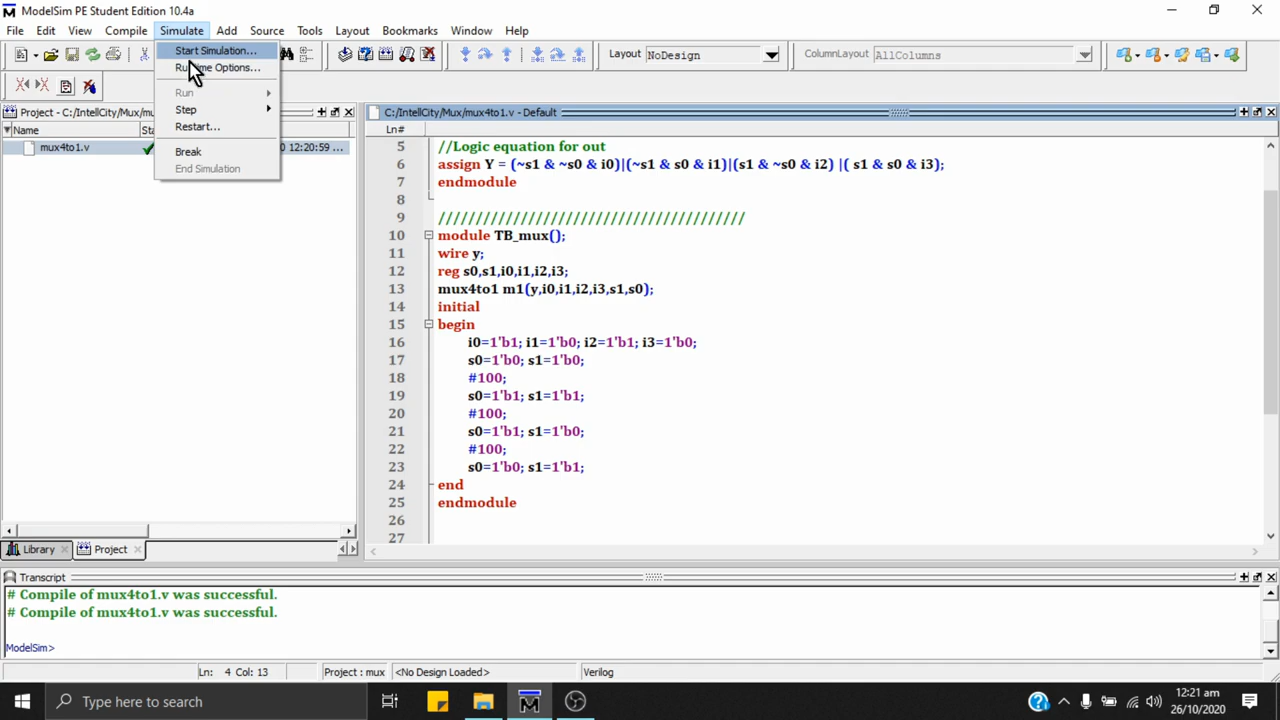 ModelSim PE Student Edition 10.4a
File Edit View Compile Simulate Add Source Tools Layout Bookmarks Window Help
Start Simulation...
Layout NoDesign
ColumnLayout AllColumns
Options...
Run
Step
Restart...
Break
End Simulation
Project - C:/IntellCity/Mux/mu
Name
mux4to1.v
12:20:59 ...
C:/IntellCity/Mux/mux4to1.v - Default
Ln#
5 //Logic equation for out
6 assign Y = (~s1 & ~s0 & i0)|(~s1 & s0 & i1)|(s1 & ~s0 & i2) |( s1 & s0 & i3);
7 endmodule
8
9 /////////////////////////////////////////
10 module TB_mux();
11 wire y;
12 reg s0,s1,i0,i1,i2,i3;
13 mux4to1 m1(y,i0,i1,i2,i3,s1,s0);
14 initial
15 begin
16 i0=1'b1; i1=1'b0; i2=1'b1; i3=1'b0;
17 s0=1'b0; s1=1'b0;
18 #100;
19 s0=1'b1; s1=1'b1;
20 #100;
21 s0=1'b1; s1=1'b0;
22 #100;
23 s0=1'b0; s1=1'b1;
24 end
25 endmodule
26
27
Library Project
Transcript
# Compile of mux4to1.v was successful.
# Compile of mux4to1.v was successful.
ModelSim>
Ln: 4 Col: 13 Project : mux <No Design Loaded> Verilog
Type here to search
12:21 am
26/10/2020